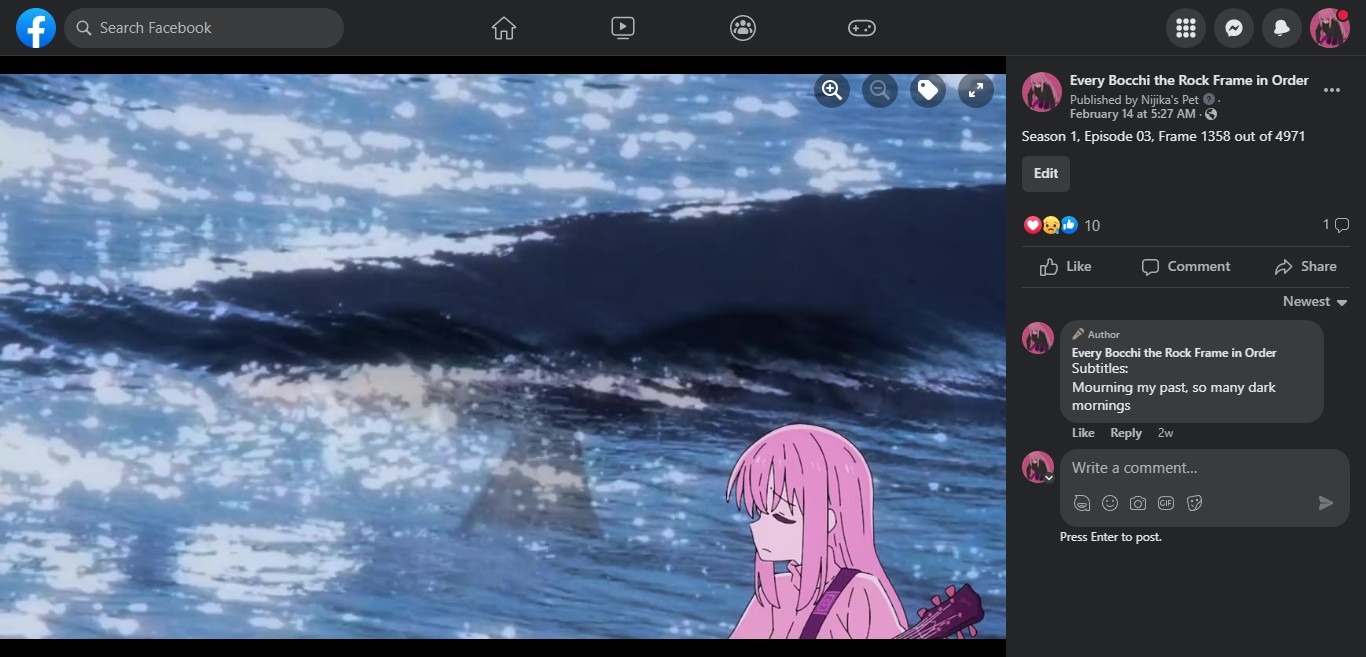 Search Facebook
Every Bocchi the Rock Frame in Order
Published by Nijika's Pet ·
February 14 at 5:27 AM ·
Season 1, Episode 03, Frame 1358 out of 4971
Edit
10
1
Like
Comment
Share
Newest
Author
Every Bocchi the Rock Frame in Order
Subtitles:
Mourning my past, so many dark
mornings
Like Reply 2w
Write a comment...
GIF
Press Enter to post.